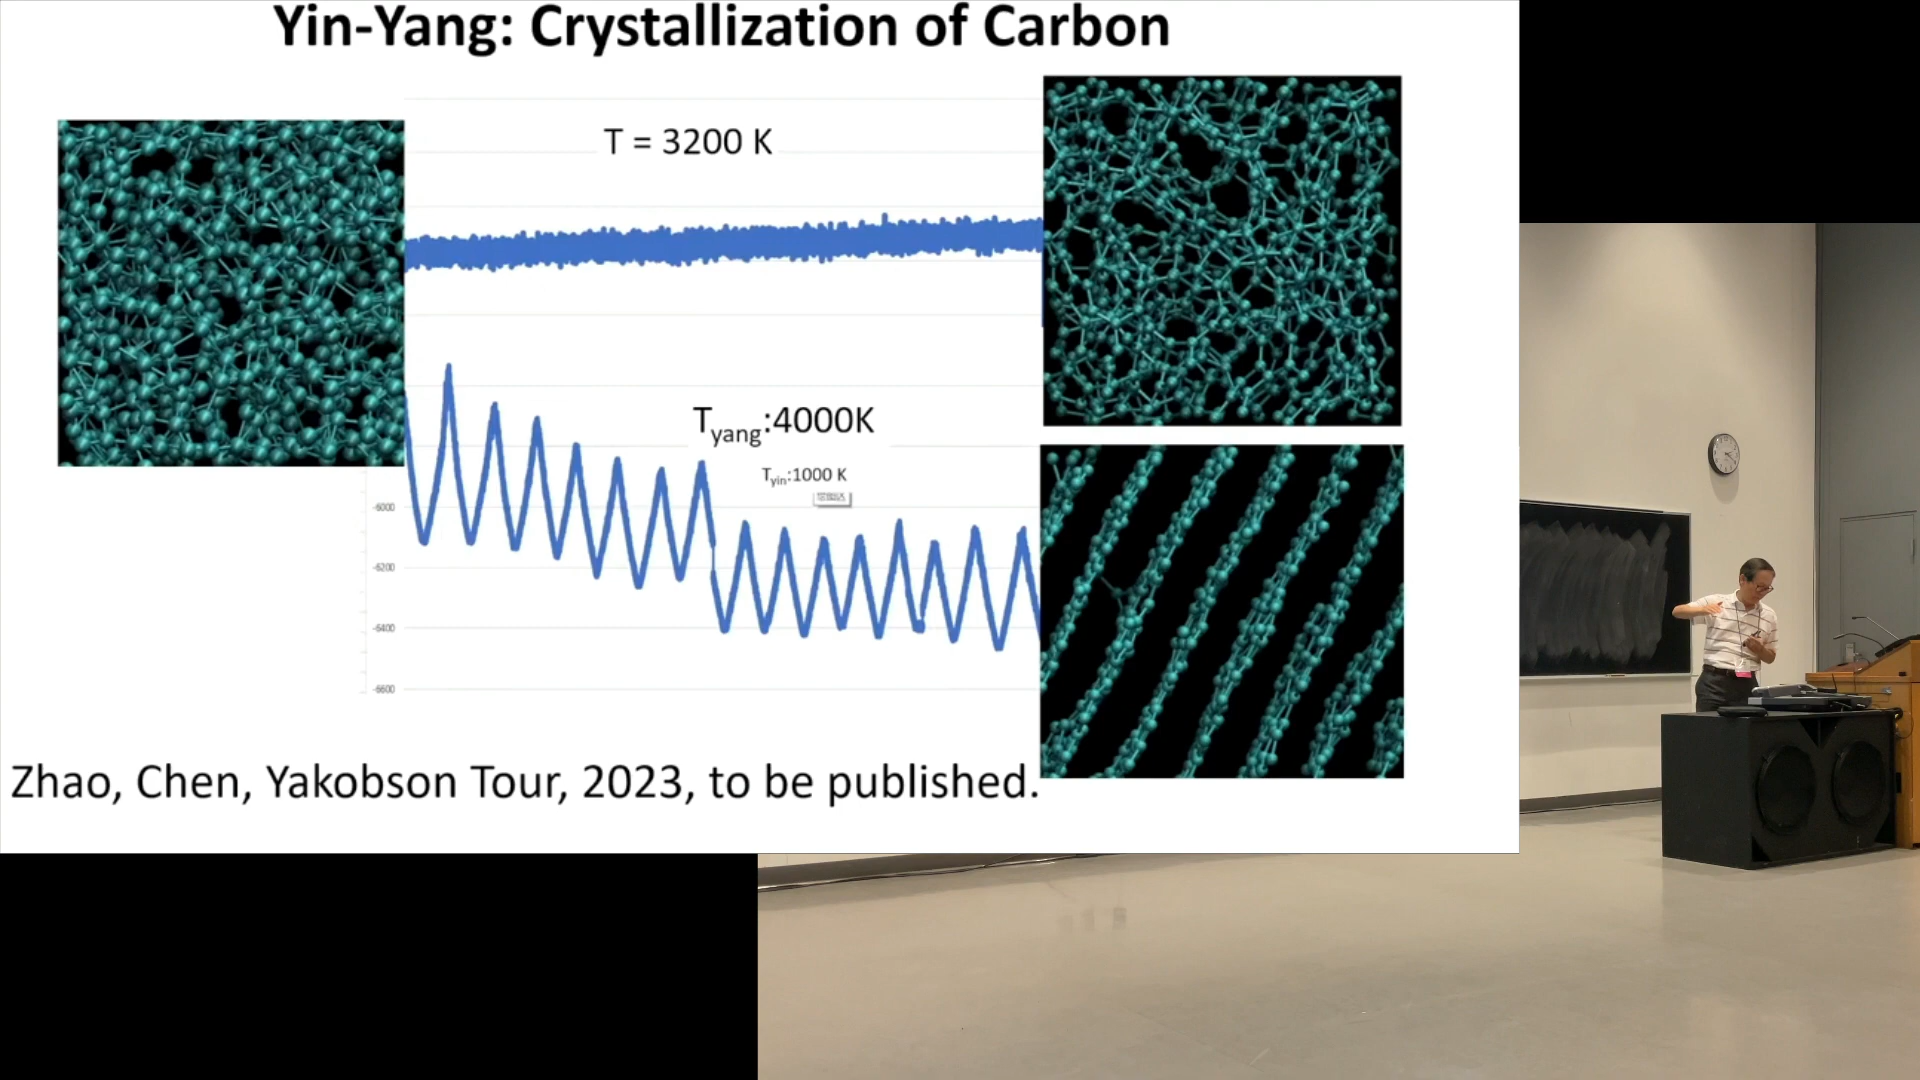 Yin-Yang: Crystallization of Carbon
T = 3200 K
Tyang:4000K
Tyin:1000 K
-6000
-6200
-6400
-6600
Zhao, Chen, Yakobson Tour, 2023, to be published.